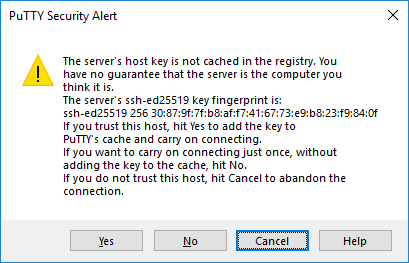 PuTTY Security Alert
The server's host key is not cached in the registry. You
have no guarantee that the server is the computer you
think it is.
The server's ssh-ed25519 key fingerprint is:
ssh-ed25519 256 30:87:9f:7f:b8:af:f7:41:67:73:e9:b8:23:f9:84:0f
If you trust this host, hit Yes to add the key to
PuTTY's cache and carry on connecting.
If you want to carry on connecting just once, without
adding the key to the cache, hit No.
If you do not trust this host, hit Cancel to abandon the
connection.
Yes
No
Cancel
Help